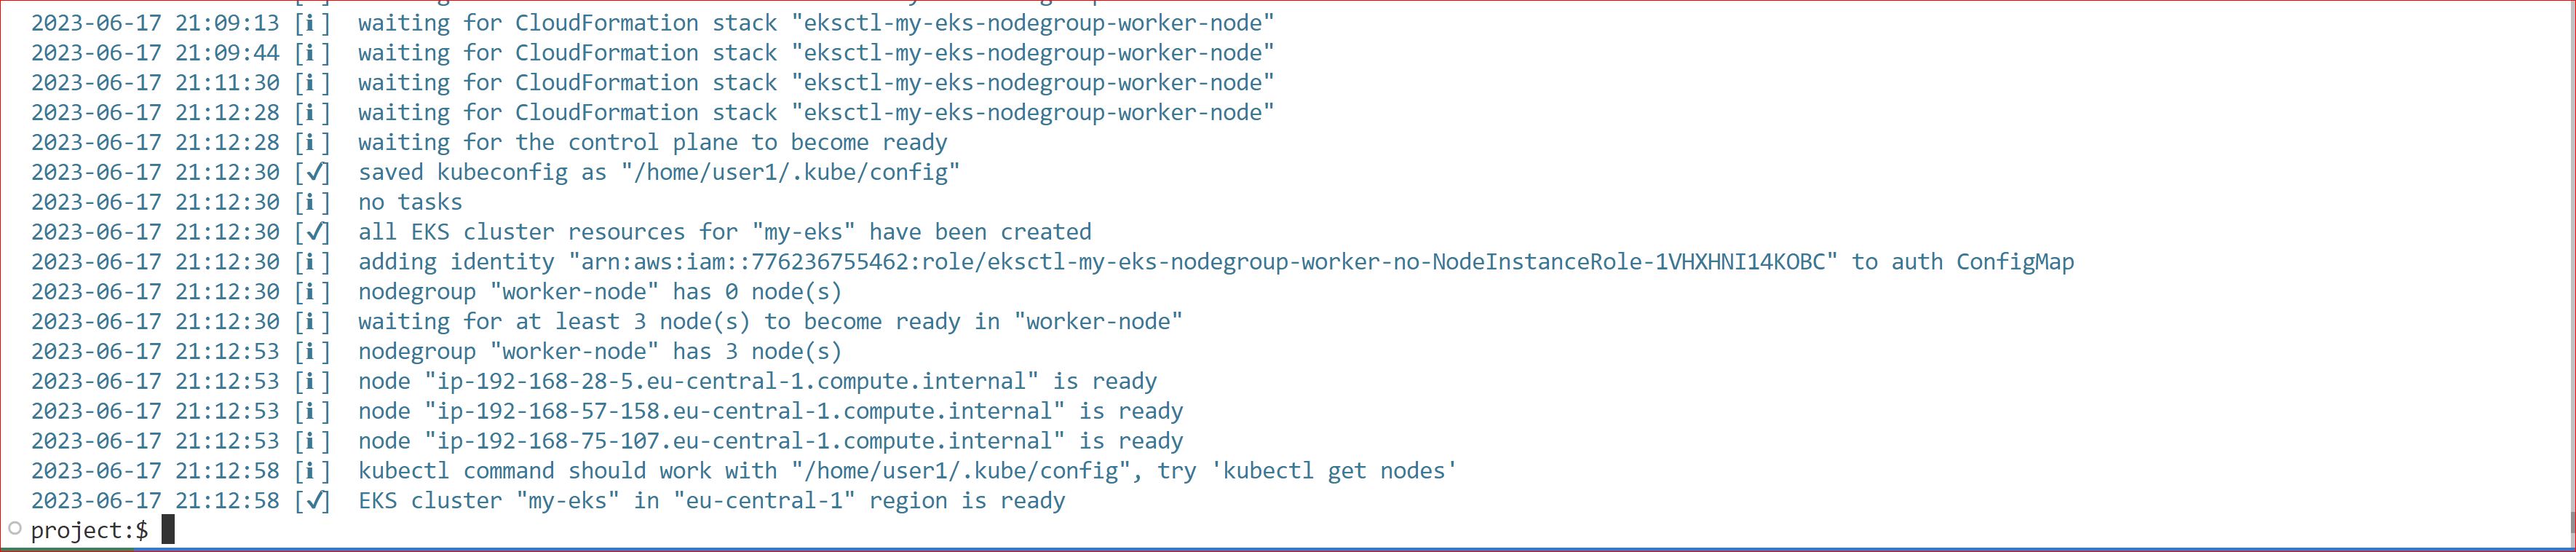 2023-06-17 21:09:13 [ℹ]  waiting for CloudFormation stack "eksctl-my-eks-nodegroup-worker-node"
2023-06-17 21:09:44 [ℹ]  waiting for CloudFormation stack "eksctl-my-eks-nodegroup-worker-node"
2023-06-17 21:11:30 [ℹ]  waiting for CloudFormation stack "eksctl-my-eks-nodegroup-worker-node"
2023-06-17 21:12:28 [ℹ]  waiting for CloudFormation stack "eksctl-my-eks-nodegroup-worker-node"
2023-06-17 21:12:28 [ℹ]  waiting for the control plane to become ready
2023-06-17 21:12:30 [✔]  saved kubeconfig as "/home/user1/.kube/config"
2023-06-17 21:12:30 [ℹ]  no tasks
2023-06-17 21:12:30 [✔]  all EKS cluster resources for "my-eks" have been created
2023-06-17 21:12:30 [ℹ]  adding identity "arn:aws:iam::776236755462:role/eksctl-my-eks-nodegroup-worker-no-NodeInstanceRole-1VHXHNI14KOBC" to auth ConfigMap
2023-06-17 21:12:30 [ℹ]  nodegroup "worker-node" has 0 node(s)
2023-06-17 21:12:30 [ℹ]  waiting for at least 3 node(s) to become ready in "worker-node"
2023-06-17 21:12:53 [ℹ]  nodegroup "worker-node" has 3 node(s)
2023-06-17 21:12:53 [ℹ]  node "ip-192-168-28-5.eu-central-1.compute.internal" is ready
2023-06-17 21:12:53 [ℹ]  node "ip-192-168-57-158.eu-central-1.compute.internal" is ready
2023-06-17 21:12:53 [ℹ]  node "ip-192-168-75-107.eu-central-1.compute.internal" is ready
2023-06-17 21:12:58 [ℹ]  kubectl command should work with "/home/user1/.kube/config", try 'kubectl get nodes'
2023-06-17 21:12:58 [✔]  EKS cluster "my-eks" in "eu-central-1" region is ready
project:$